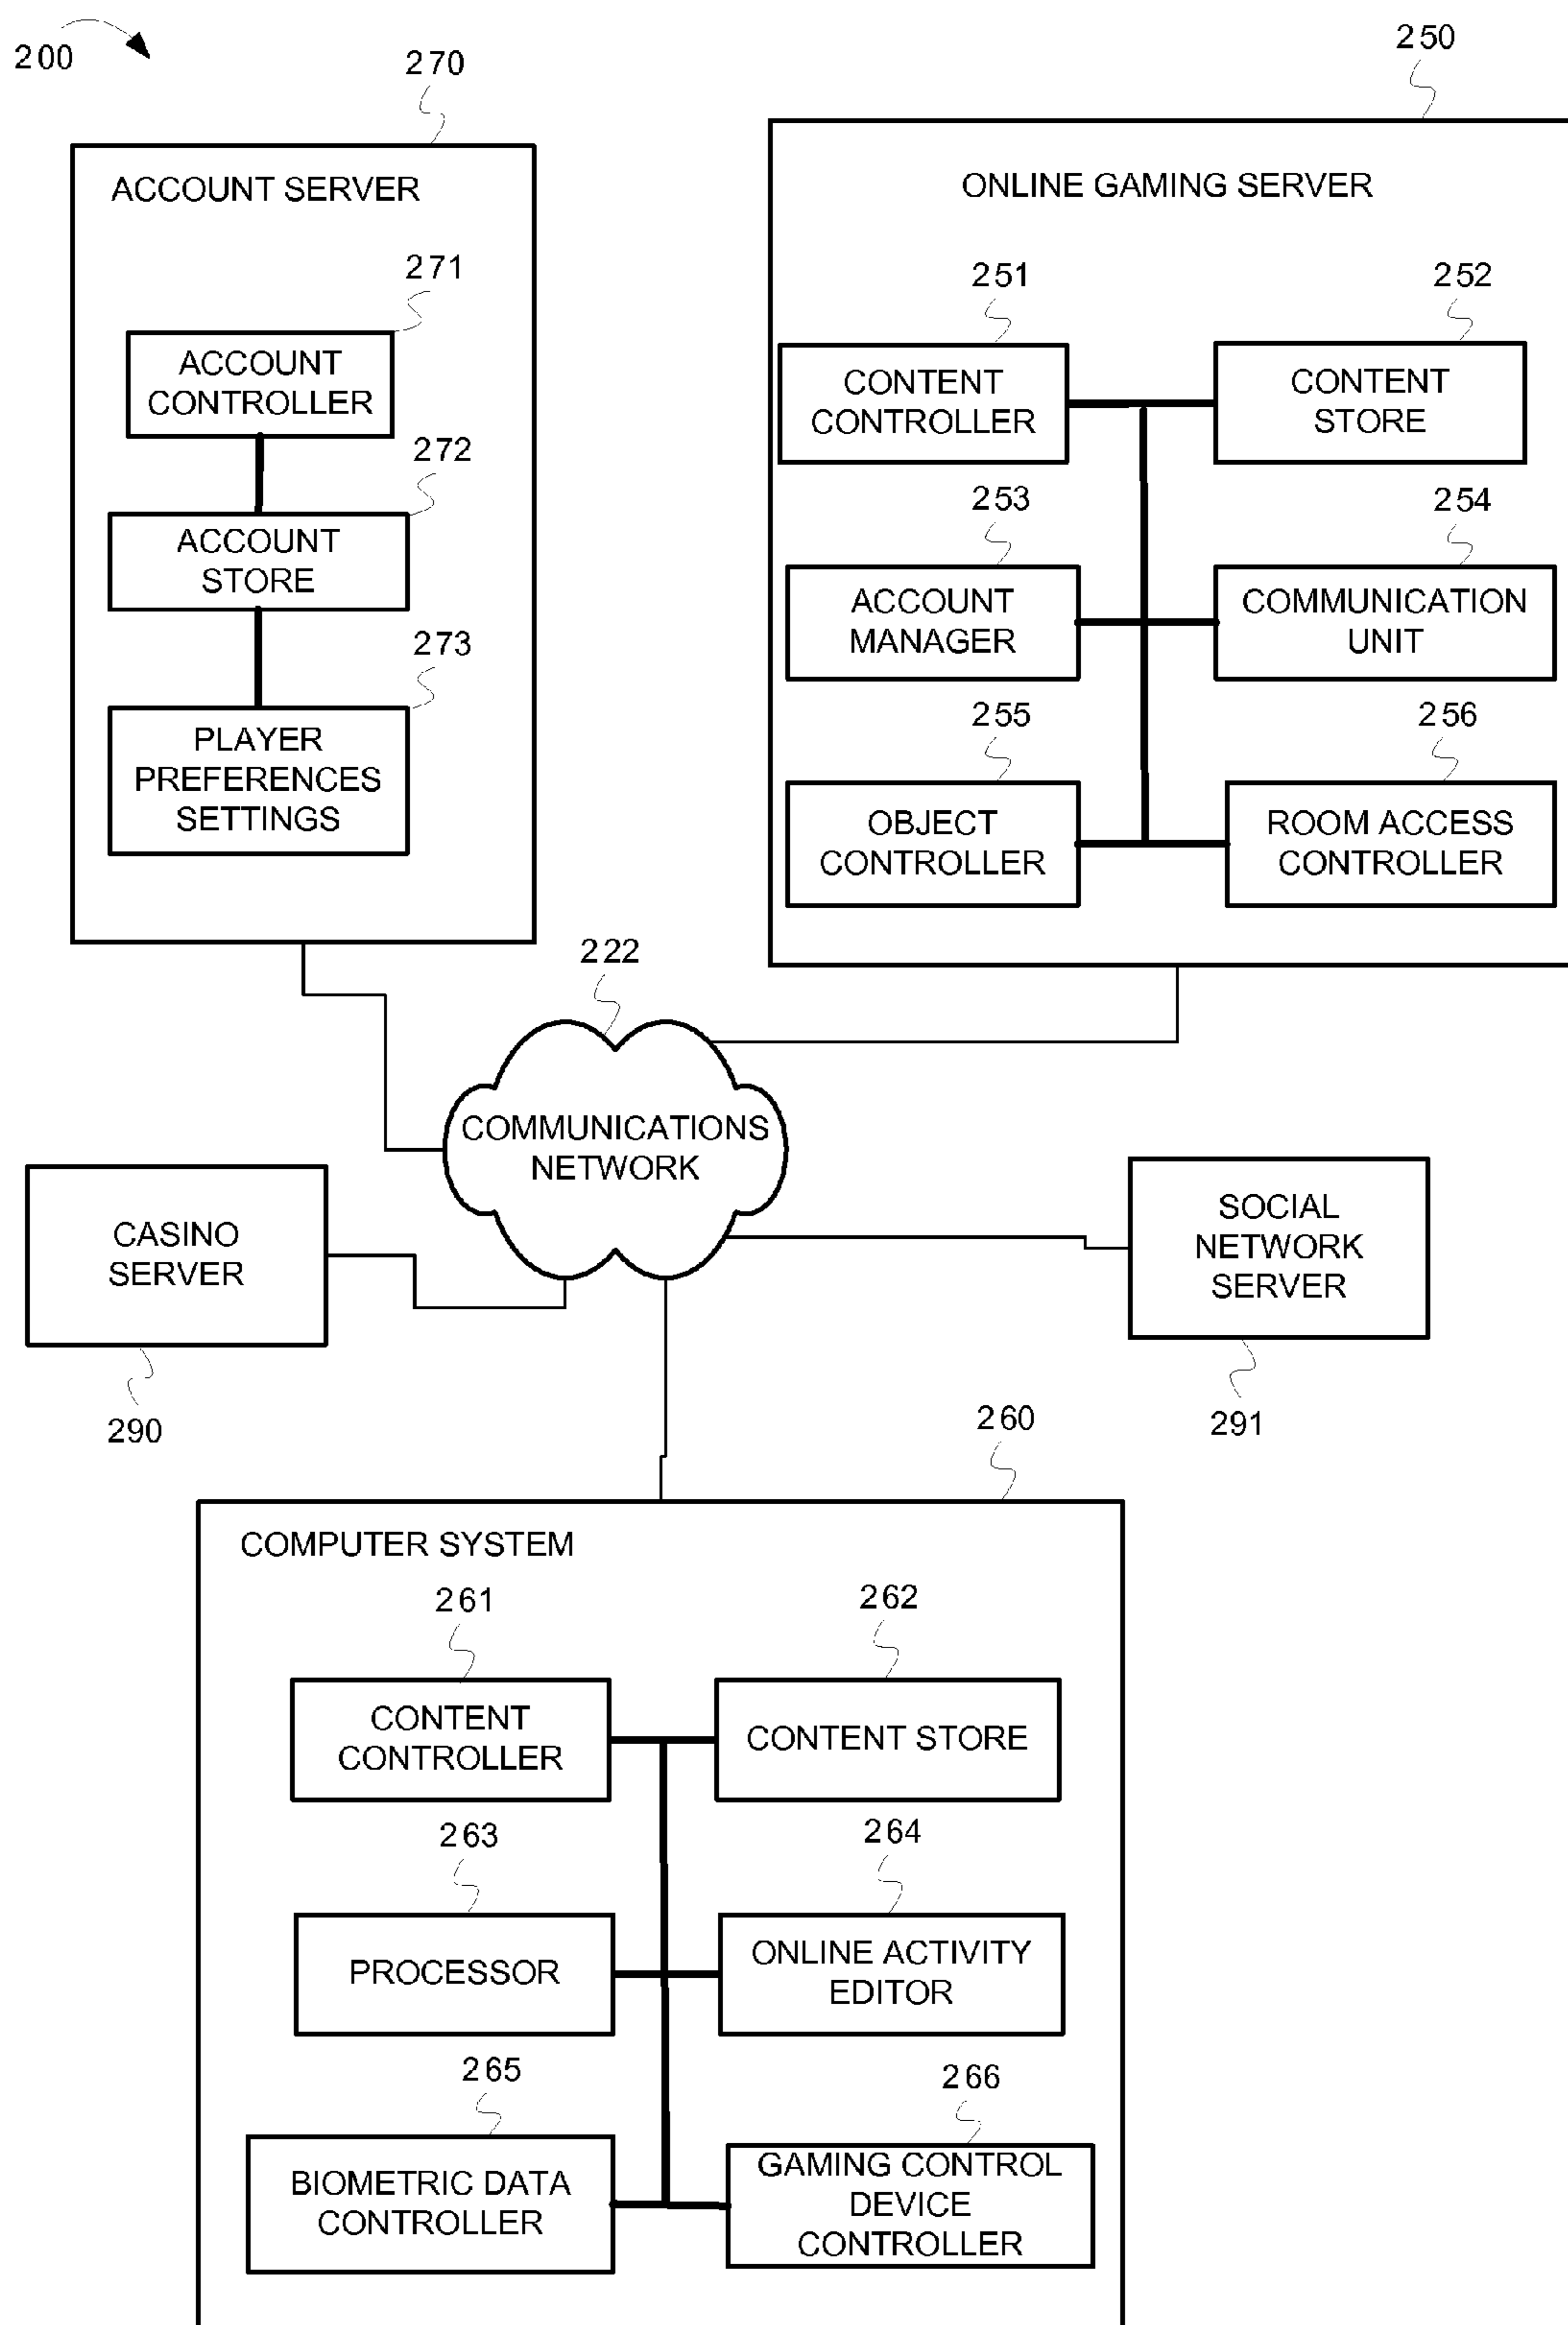 200
270
ACCOUNT SERVER
271
ACCOUNT
CONTROLLER
272
ACCOUNT
STORE
273
PLAYER
PREFERENCES
SETTINGS
250
ONLINE GAMING SERVER
251
CONTENT
CONTROLLER
252
CONTENT
STORE
253
ACCOUNT
MANAGER
254
COMMUNICATION
UNIT
255
OBJECT
CONTROLLER
256
ROOM ACCESS
CONTROLLER
222
COMMUNICATIONS
NETWORK
CASINO
SERVER
290
SOCIAL
NETWORK
SERVER
291
260
COMPUTER SYSTEM
261
CONTENT
CONTROLLER
262
CONTENT STORE
263
PROCESSOR
264
ONLINE ACTIVITY
EDITOR
265
BIOMETRIC DATA
CONTROLLER
266
GAMING CONTROL
DEVICE
CONTROLLER